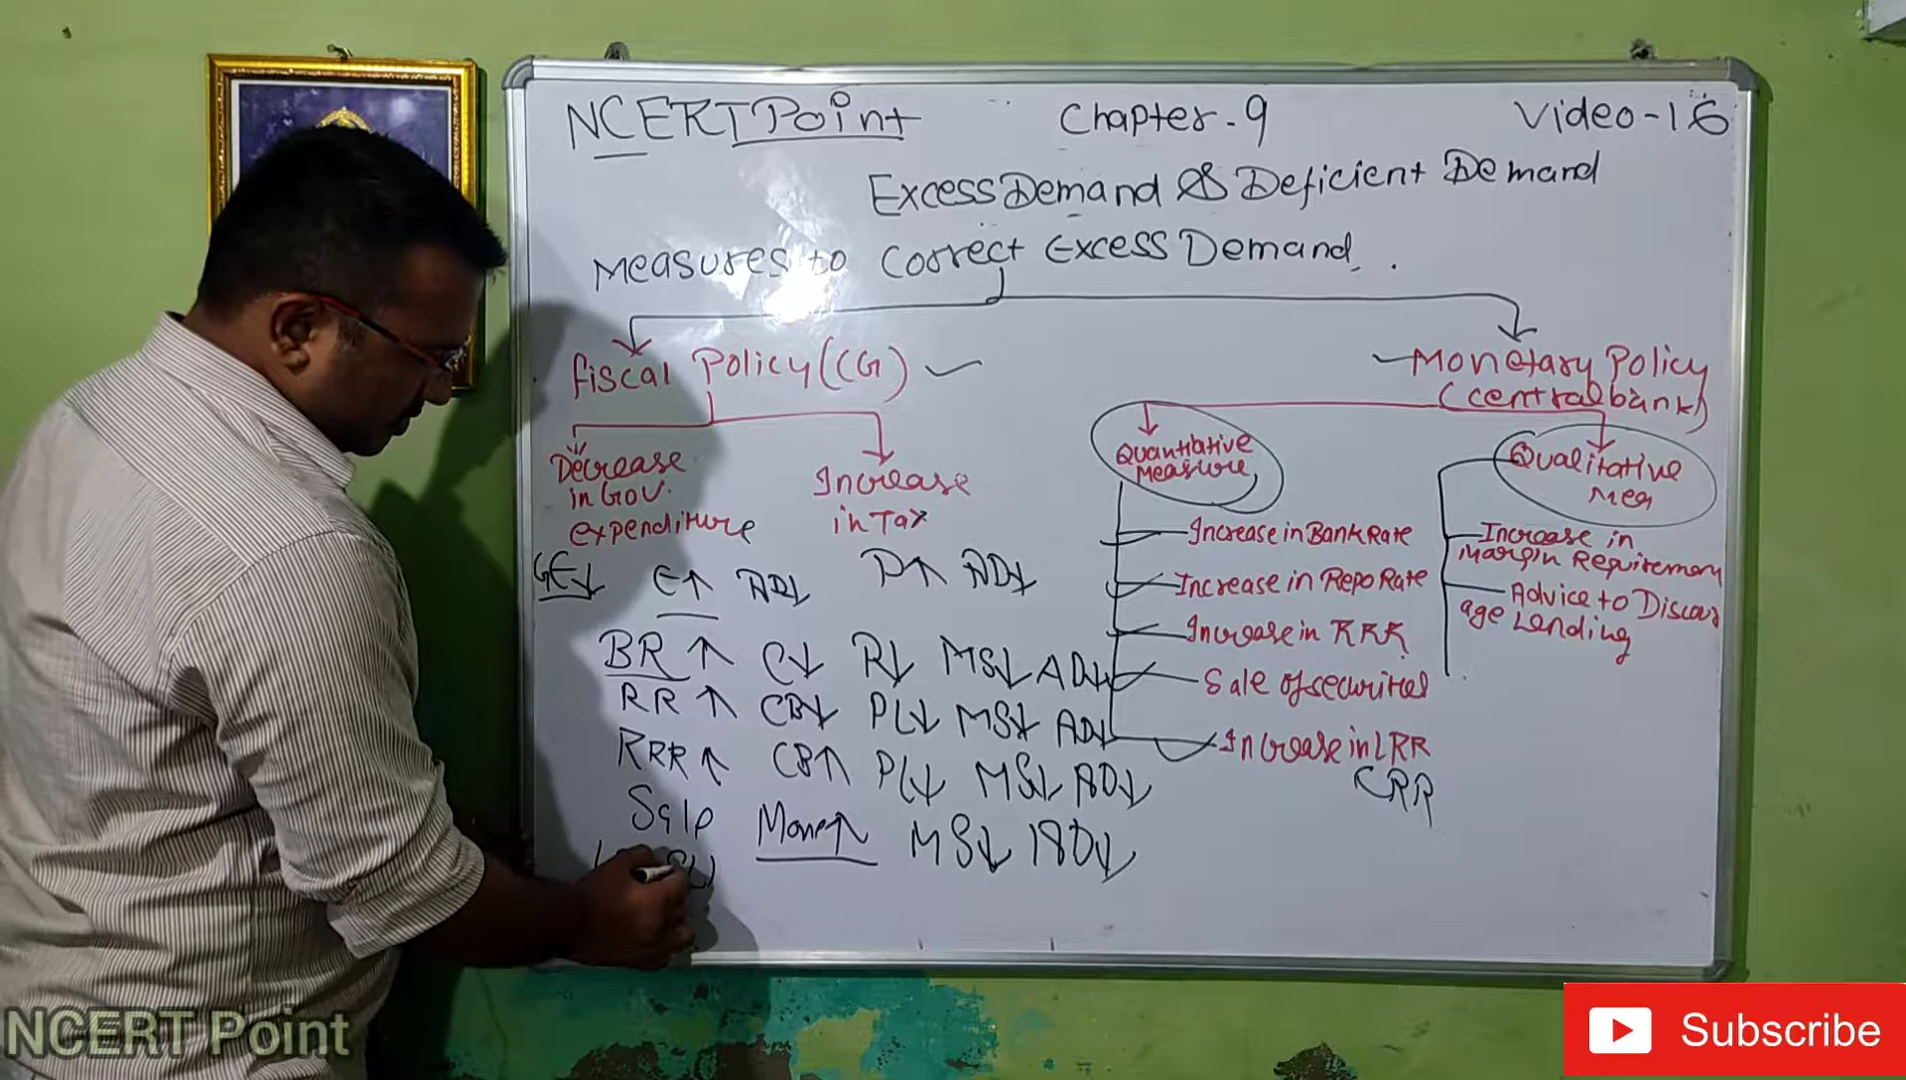 NCERT Point Chapter-9 Video-16
Excess Demand & Deficient Demand
Measures to Correct Excess Demand
fiscal Policy (CG)
Monetary Policy
(central bank)
Decrease
in Gov.
expenditure
Increase
in Tax
Quantiative
Measure
Qualitative
Mea
Increase in Bank Rate
Increase in Repo Rate
Increase in RRR
Sale of securities
Increase in LRR
CRR
Increase in
Margin Requiremen
Advice to Discour
age Lending
GE↓ E↑ AD↓ D↑ AD↓
BR↑ C↓ R↓ MS↓ AD↓
RR↑ CB↓ PL↓ MS↓ AD↓
RRR↑ CB↑ PL↓ MS↓ AD↓
Sale Money↑ MS↓ AD↓
NCERT Point
Subscribe